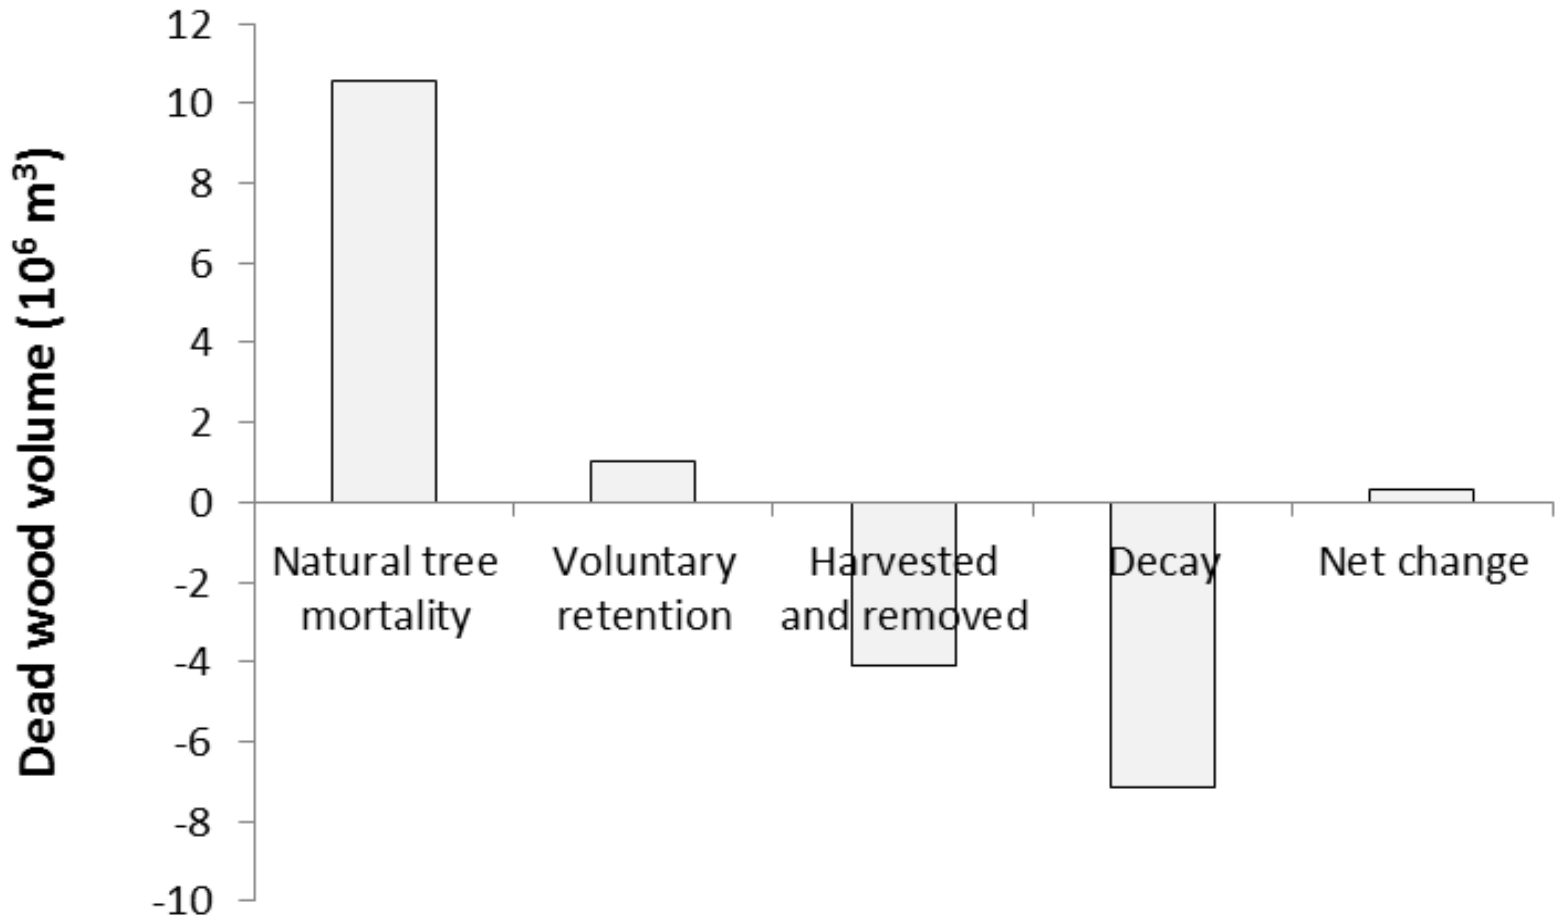 Dead wood volume (10⁶ m³)
12
10
8
6
4
2
0
-2
-4
-6
-8
-10
Natural tree
mortality
Voluntary
retention
Harvested
and removed
Decay
Net change